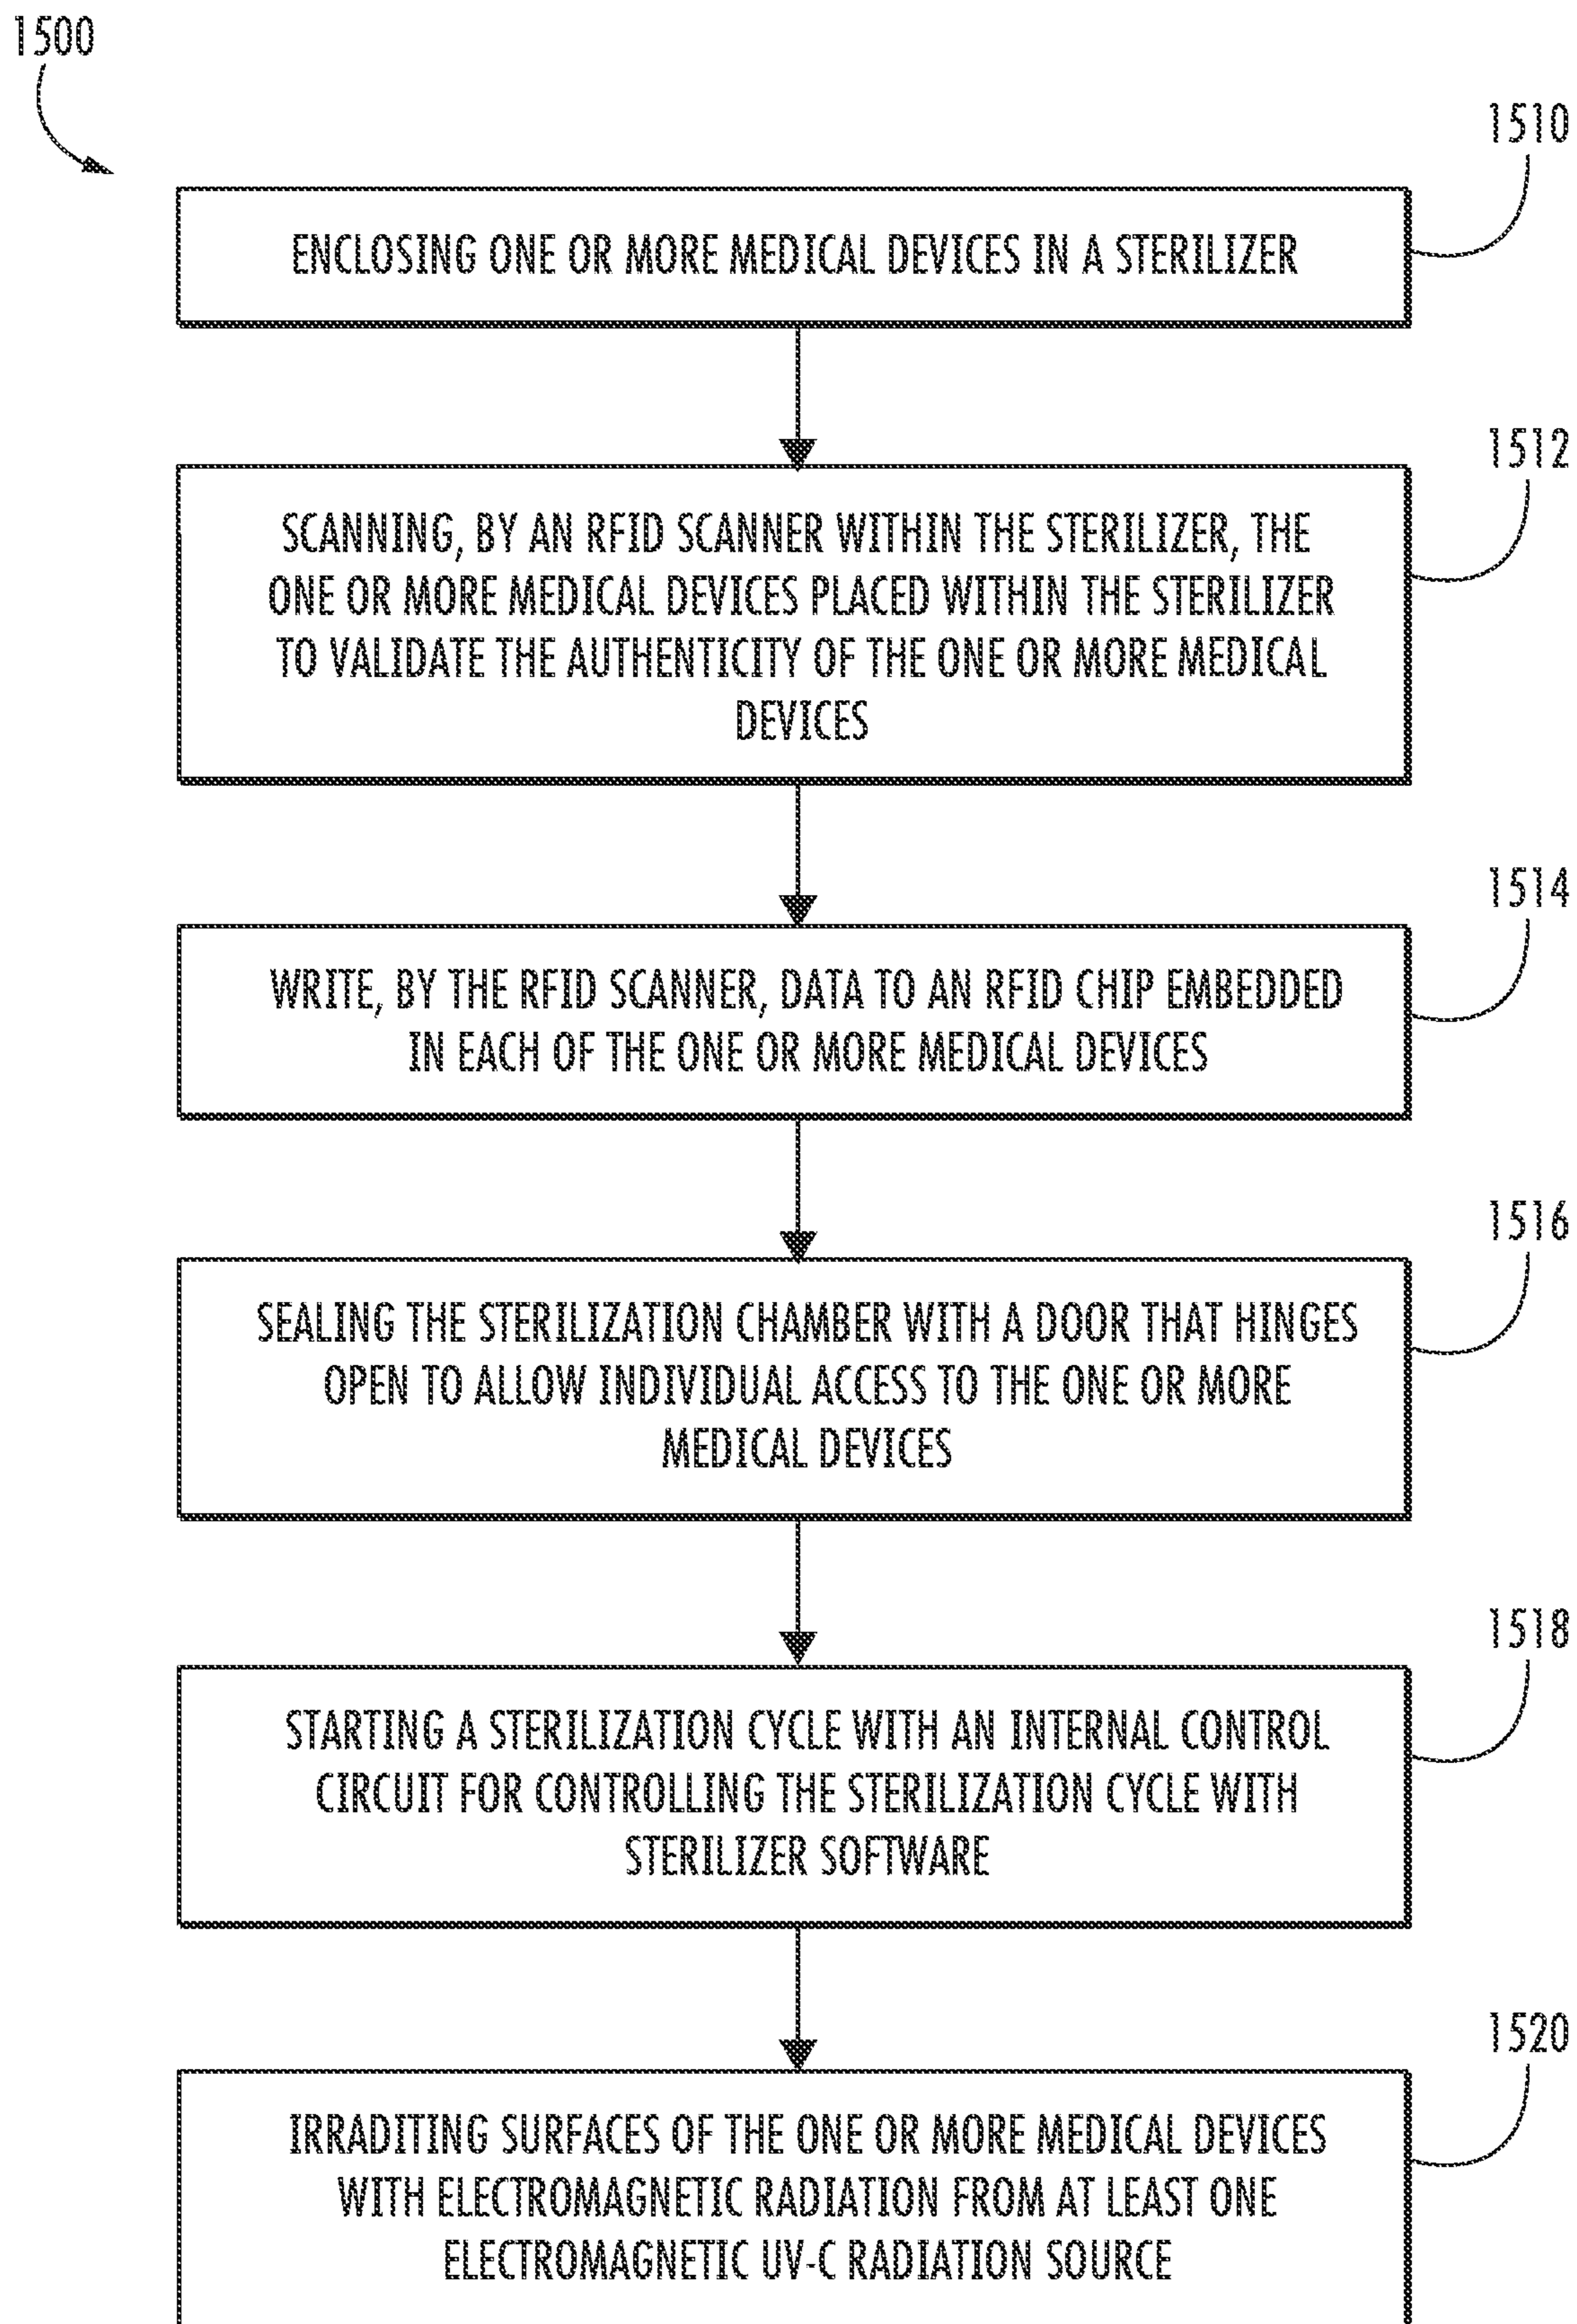 1500
1510
ENCLOSING ONE OR MORE MEDICAL DEVICES IN A STERILIZER
1512
SCANNING, BY AN RFID SCANNER WITHIN THE STERILIZER, THE
ONE OR MORE MEDICAL DEVICES PLACED WITHIN THE STERILIZER
TO VALIDATE THE AUTHENTICITY OF THE ONE OR MORE MEDICAL
DEVICES
1514
WRITE, BY THE RFID SCANNER, DATA TO AN RFID CHIP EMBEDDED
IN EACH OF THE ONE OR MORE MEDICAL DEVICES
1516
SEALING THE STERILIZATION CHAMBER WITH A DOOR THAT HINGES
OPEN TO ALLOW INDIVIDUAL ACCESS TO THE ONE OR MORE
MEDICAL DEVICES
1518
STARTING A STERILIZATION CYCLE WITH AN INTERNAL CONTROL
CIRCUIT FOR CONTROLLING THE STERILIZATION CYCLE WITH
STERILIZER SOFTWARE
1520
IRRADITING SURFACES OF THE ONE OR MORE MEDICAL DEVICES
WITH ELECTROMAGNETIC RADIATION FROM AT LEAST ONE
ELECTROMAGNETIC UV-C RADIATION SOURCE